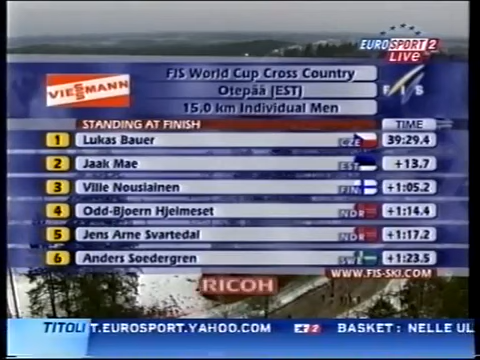 EUROSPORT 2
LIVE
VIESSMANN
FIS World Cup Cross Country
Otepää [EST]
15.0 km Individual Men
FIS
STANDING AT FINISH TIME
1 Lukas Bauer CZE 39:29.4
2 Jaak Mae EST +13.7
3 Ville Nousiainen FIN +1:05.2
4 Odd-Bjoern Hjelmeset NOR +1:14.4
5 Jens Arne Svartedal NOR +1:17.2
6 Anders Soedergren +1:23.5
WWW.FIS-SKI.COM
RICOH
TITOLI T.EUROSPORT.YAHOO.COM 2 BASKET: NELLE UL